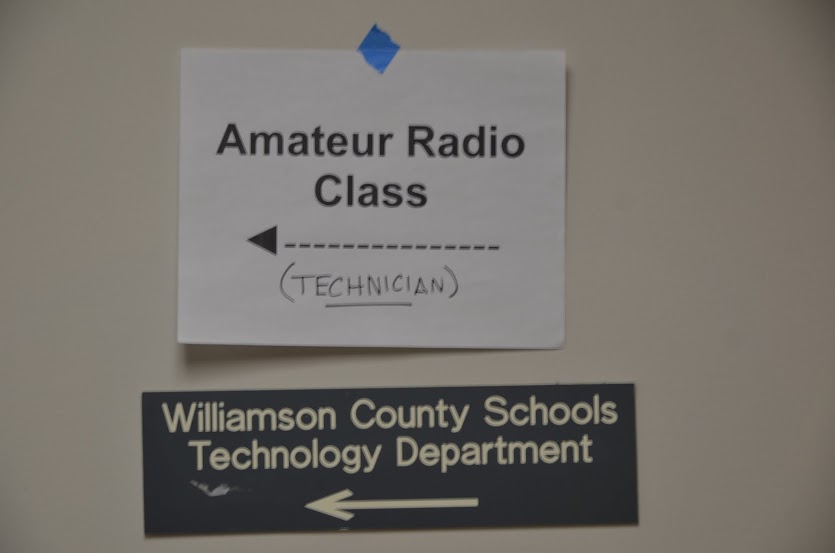 Amateur Radio
Class
(TECHNICIAN)
Williamson County Schools
Technology Department